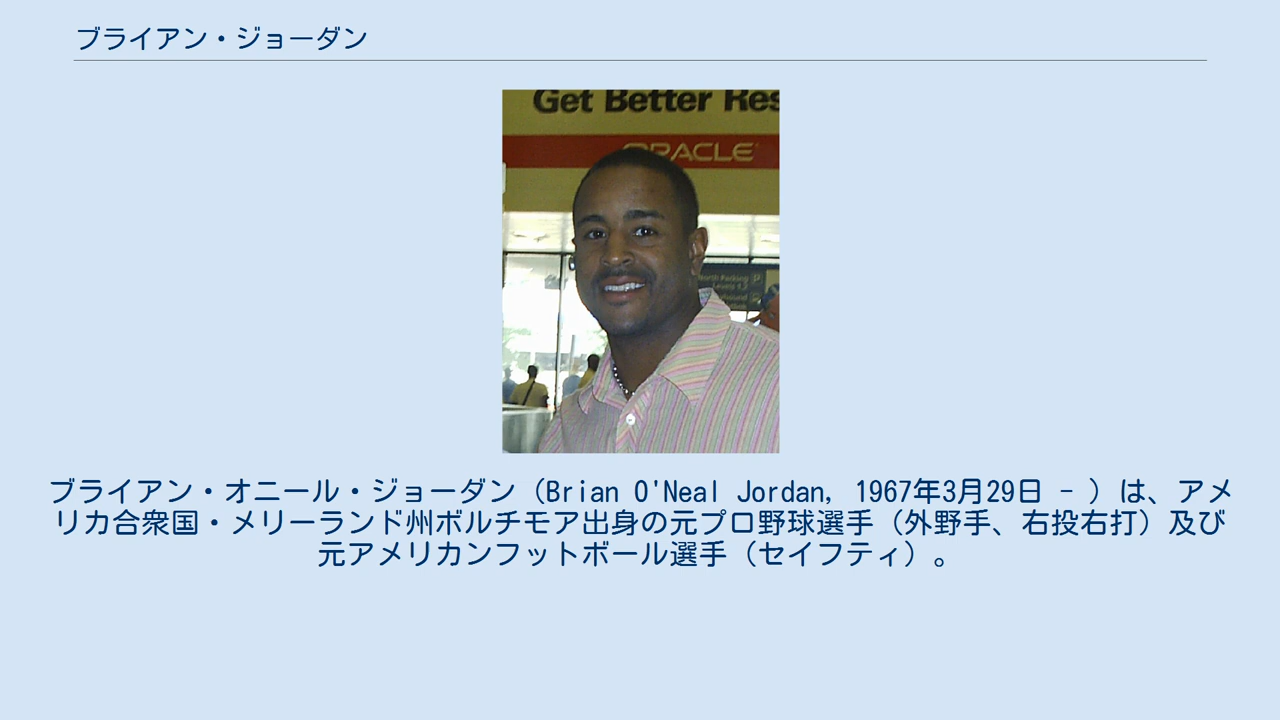 ブライアン・ジョーダン
Get Better Res
ORACLE
North Parking
Levels 1,3
ブライアン・オニール・ジョーダン（Brian O'Neal Jordan, 1967年3月29日 - ）は、アメ
リカ合衆国・メリーランド州ボルチモア出身の元プロ野球選手（外野手、右投右打）及び
元アメリカンフットボール選手（セイフティ）。